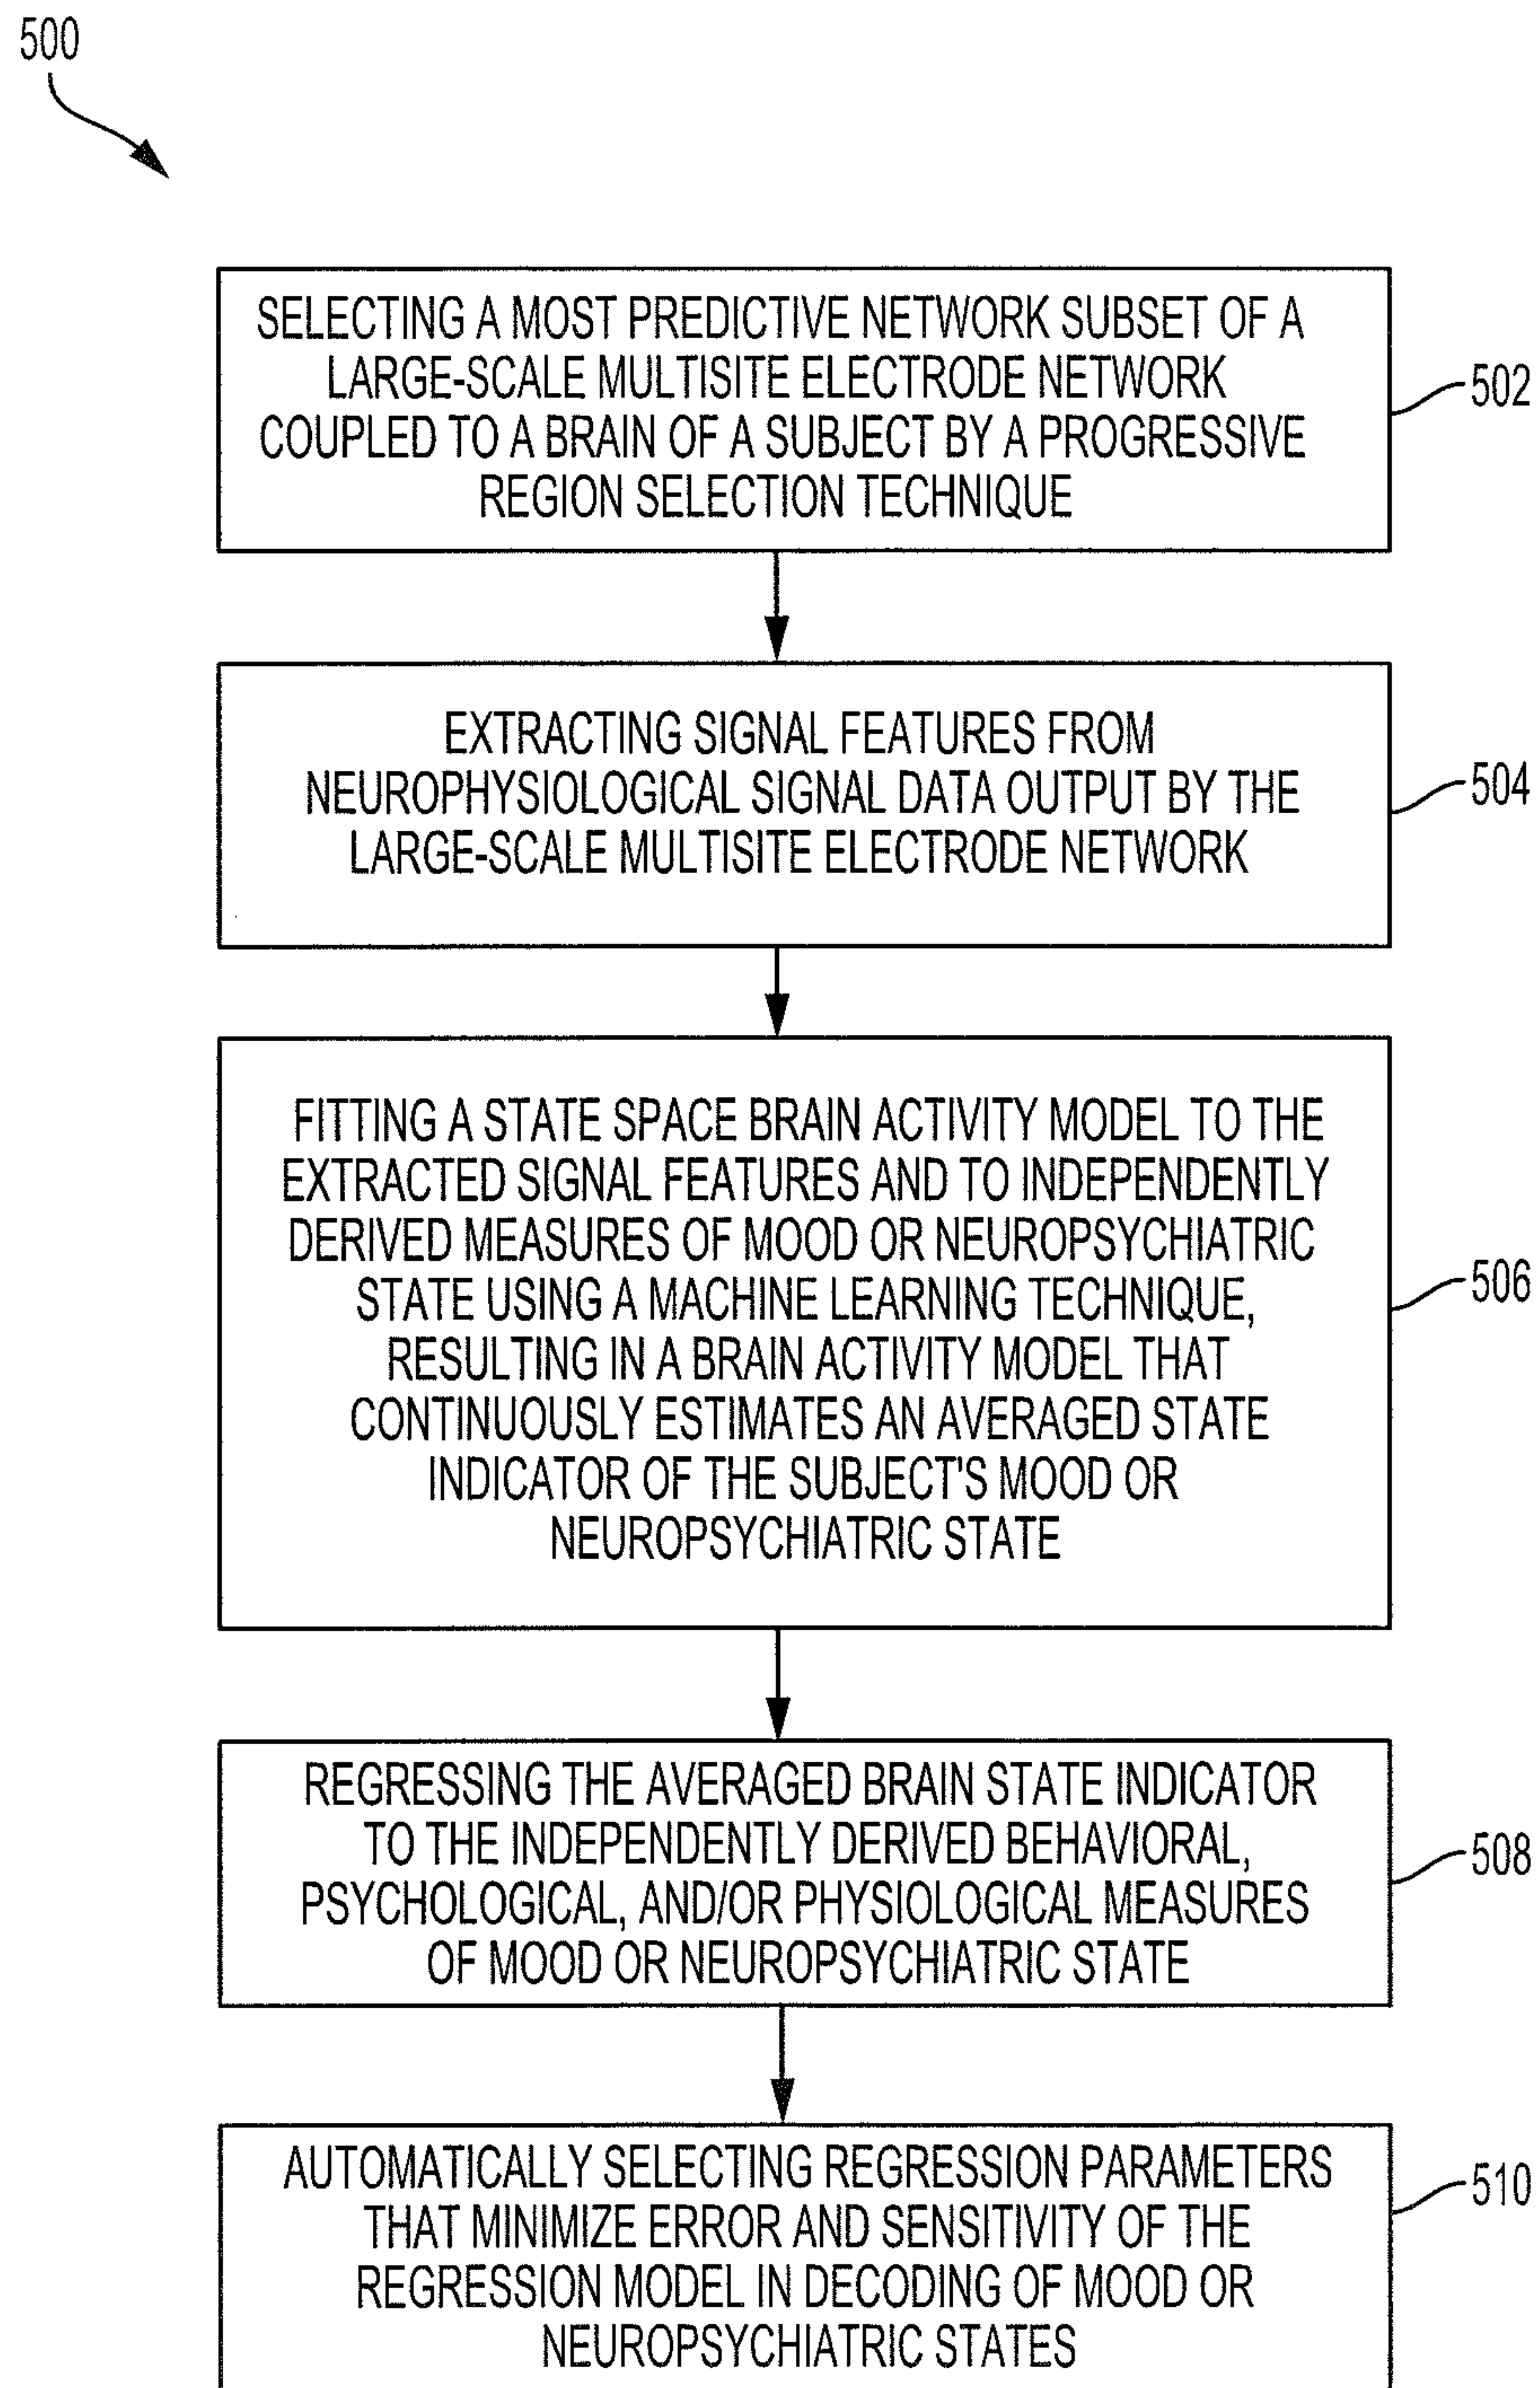 500
SELECTING A MOST PREDICTIVE NETWORK SUBSET OF A
LARGE-SCALE MULTISITE ELECTRODE NETWORK
COUPLED TO A BRAIN OF A SUBJECT BY A PROGRESSIVE
REGION SELECTION TECHNIQUE
502
EXTRACTING SIGNAL FEATURES FROM
NEUROPHYSIOLOGICAL SIGNAL DATA OUTPUT BY THE
LARGE-SCALE MULTISITE ELECTRODE NETWORK
504
FITTING A STATE SPACE BRAIN ACTIVITY MODEL TO THE
EXTRACTED SIGNAL FEATURES AND TO INDEPENDENTLY
DERIVED MEASURES OF MOOD OR NEUROPSYCHIATRIC
STATE USING A MACHINE LEARNING TECHNIQUE,
RESULTING IN A BRAIN ACTIVITY MODEL THAT
CONTINUOUSLY ESTIMATES AN AVERAGED STATE
INDICATOR OF THE SUBJECT'S MOOD OR
NEUROPSYCHIATRIC STATE
506
REGRESSING THE AVERAGED BRAIN STATE INDICATOR
TO THE INDEPENDENTLY DERIVED BEHAVIORAL,
PSYCHOLOGICAL, AND/OR PHYSIOLOGICAL MEASURES
OF MOOD OR NEUROPSYCHIATRIC STATE
508
AUTOMATICALLY SELECTING REGRESSION PARAMETERS
THAT MINIMIZE ERROR AND SENSITIVITY OF THE
REGRESSION MODEL IN DECODING OF MOOD OR
NEUROPSYCHIATRIC STATES
510